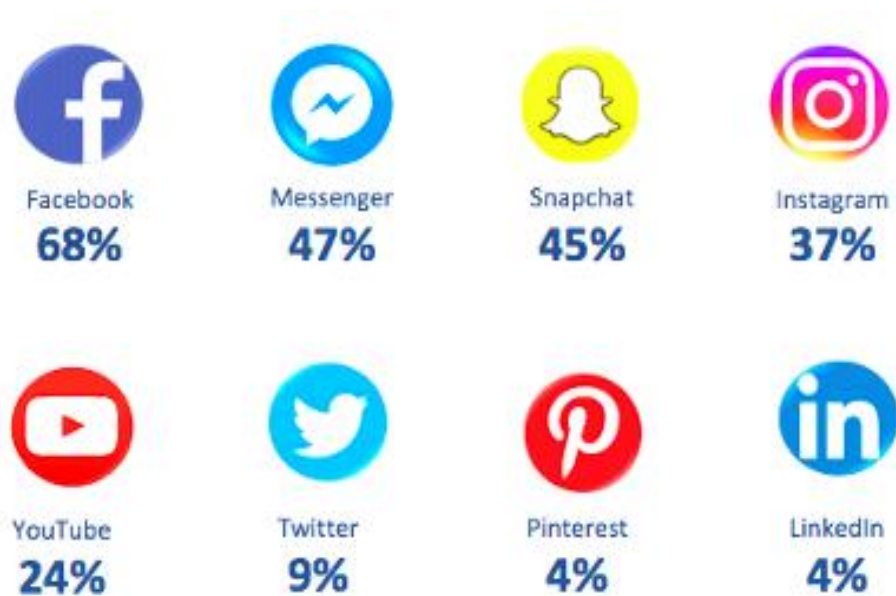 Facebook Messenger Snapchat Instagram
68% 47% 45% 37%
YouTube Twitter Pinterest LinkedIn
24% 9% 4% 4%